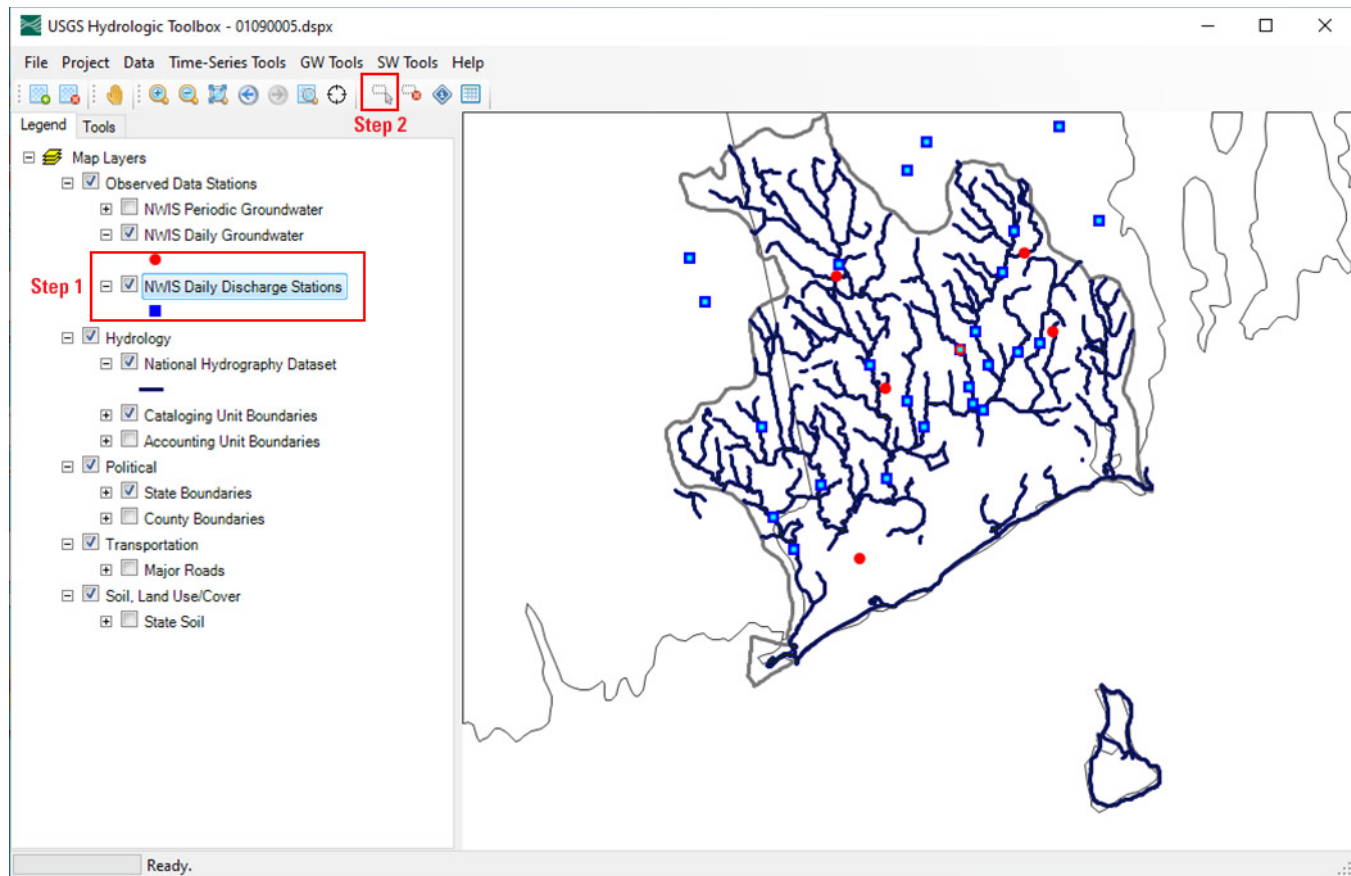 USGS Hydrologic Toolbox - 01090005.dspx
File Project Data Time-Series Tools GW Tools SW Tools Help
Legend Tools
Step 2
Map Layers
Observed Data Stations
NWIS Periodic Groundwater
NWIS Daily Groundwater
Step 1
NWIS Daily Discharge Stations
Hydrology
National Hydrography Dataset
Cataloging Unit Boundaries
Accounting Unit Boundaries
Political
State Boundaries
County Boundaries
Transportation
Major Roads
Soil, Land Use/Cover
State Soil
Ready.